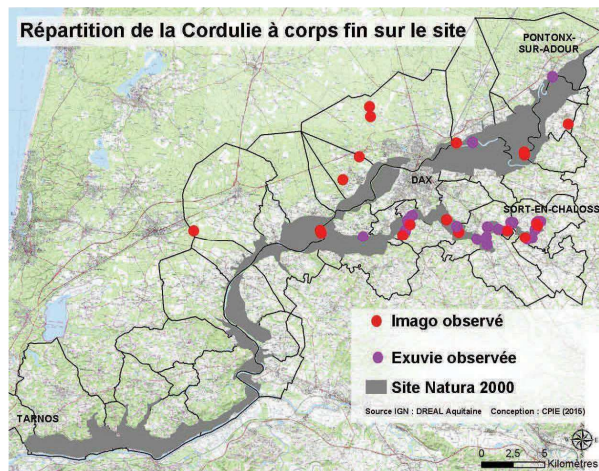 Répartition de la Cordulie à corps fin sur le site
PONTONX-
SUR-ADOUR
DAX
SORT-EN-CHALOSS
TARNOS
Imago observé
Exuvie observée
Site Natura 2000
Source IGN : DREAL Aquitaine Conception : CPIE (2015)
0 2,5 5
Kilomètres